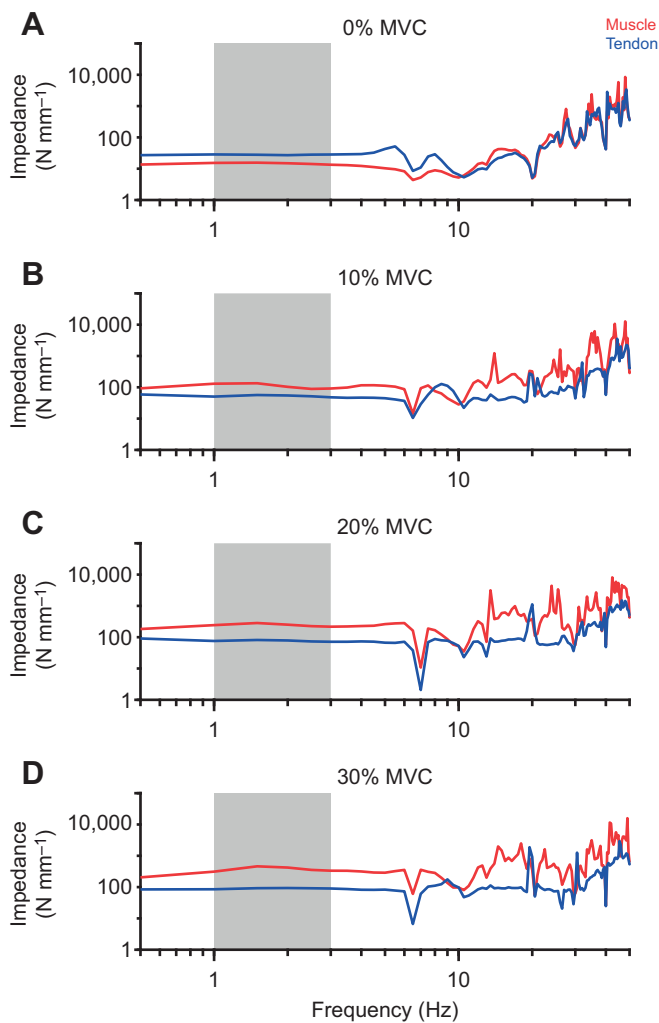 A
0% MVC
Muscle
Tendon
Impedance
(N mm−1)
10,000
100
1
1
10
B
10% MVC
Impedance
(N mm−1)
10,000
100
1
1
10
C
20% MVC
Impedance
(N mm−1)
10,000
100
1
1
10
D
30% MVC
Impedance
(N mm−1)
10,000
100
1
1
10
Frequency (Hz)